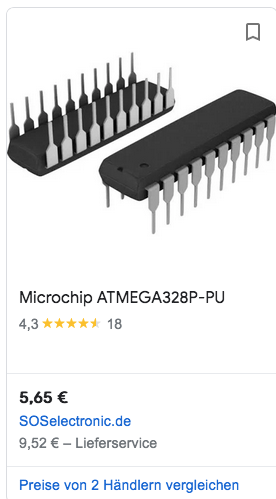 Microchip ATMEGA328P-PU
4,3 ★★★★★ 18
5,65 €
SOSelectronic.de
9,52 € – Lieferservice
Preise von 2 Händlern vergleichen